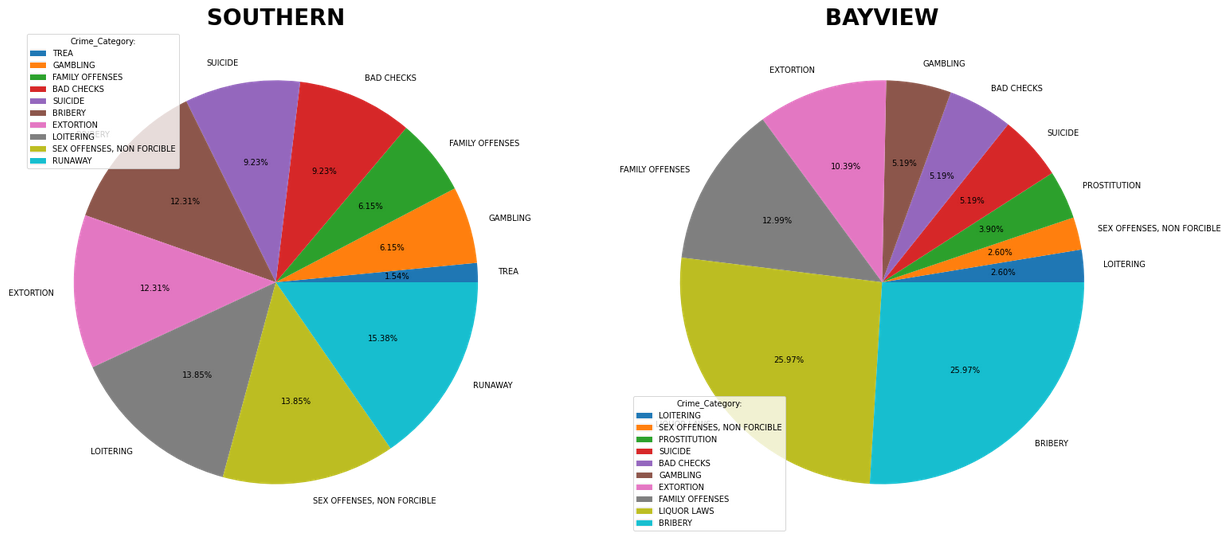 SOUTHERN
Crime_Category:
TREA
GAMBLING
FAMILY OFFENSES
BAD CHECKS
SUICIDE
BRIBERY
EXTORTION
LOITERING
SEX OFFENSES, NON FORCIBLE
RUNAWAY
SUICIDE
BAD CHECKS
FAMILY OFFENSES
GAMBLING
TREA
EXTORTION
LOITERING
SEX OFFENSES, NON FORCIBLE
RUNAWAY
9.23%
9.23%
6.15%
6.15%
1.54%
12.31%
12.31%
13.85%
13.85%
15.38%
BAYVIEW
EXTORTION
GAMBLING
BAD CHECKS
SUICIDE
PROSTITUTION
SEX OFFENSES, NON FORCIBLE
LOITERING
FAMILY OFFENSES
BRIBERY
10.39%
5.19%
5.19%
5.19%
3.90%
2.60%
2.60%
12.99%
25.97%
25.97%
Crime_Category:
LOITERING
SEX OFFENSES, NON FORCIBLE
PROSTITUTION
SUICIDE
BAD CHECKS
GAMBLING
EXTORTION
FAMILY OFFENSES
LIQUOR LAWS
BRIBERY